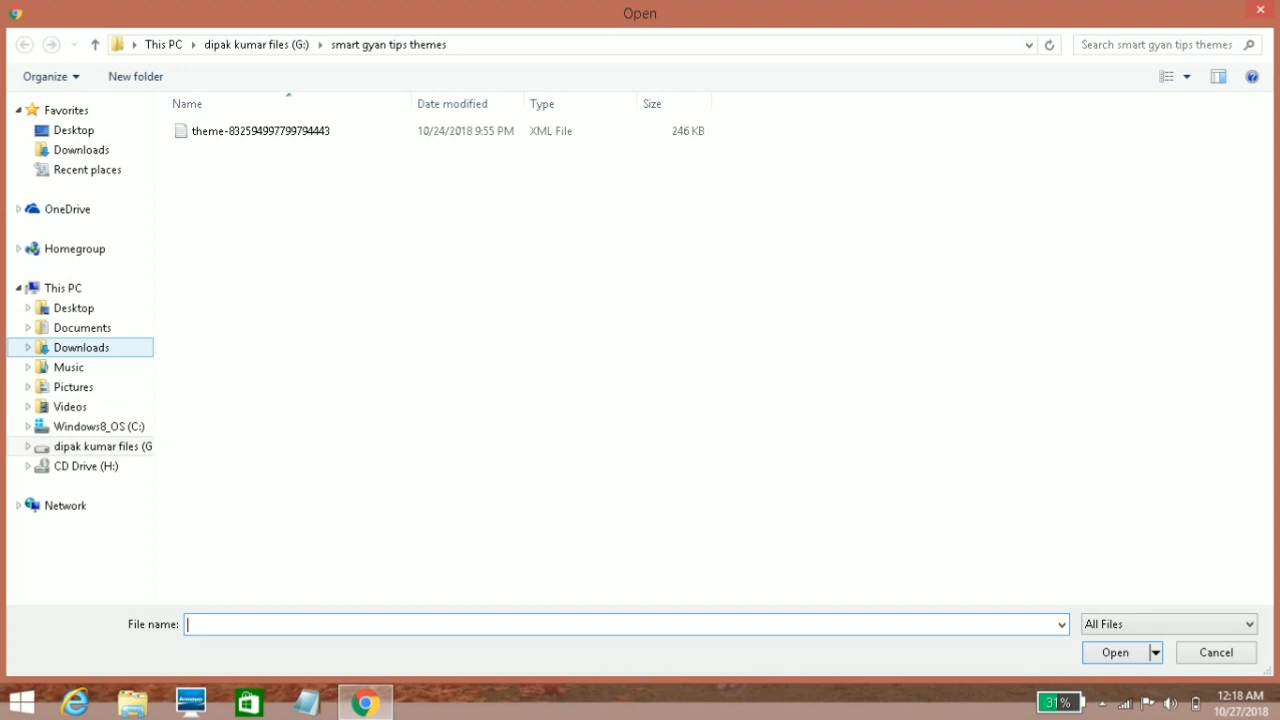 Open
This PC dipak kumar files (G:) smart gyan tips themes
Search smart gyan tips themes
Organize New folder
Name Date modified Type Size
theme-832594997799794443 10/24/2018 9:55 PM XML File 246 KB
Favorites
Desktop
Downloads
Recent places
OneDrive
Homegroup
This PC
Desktop
Documents
Downloads
Music
Pictures
Videos
Windows8_OS (C:)
dipak kumar files (G
CD Drive (H:)
Network
File name: All Files
Open Cancel
31% 12:18 AM
10/27/2018